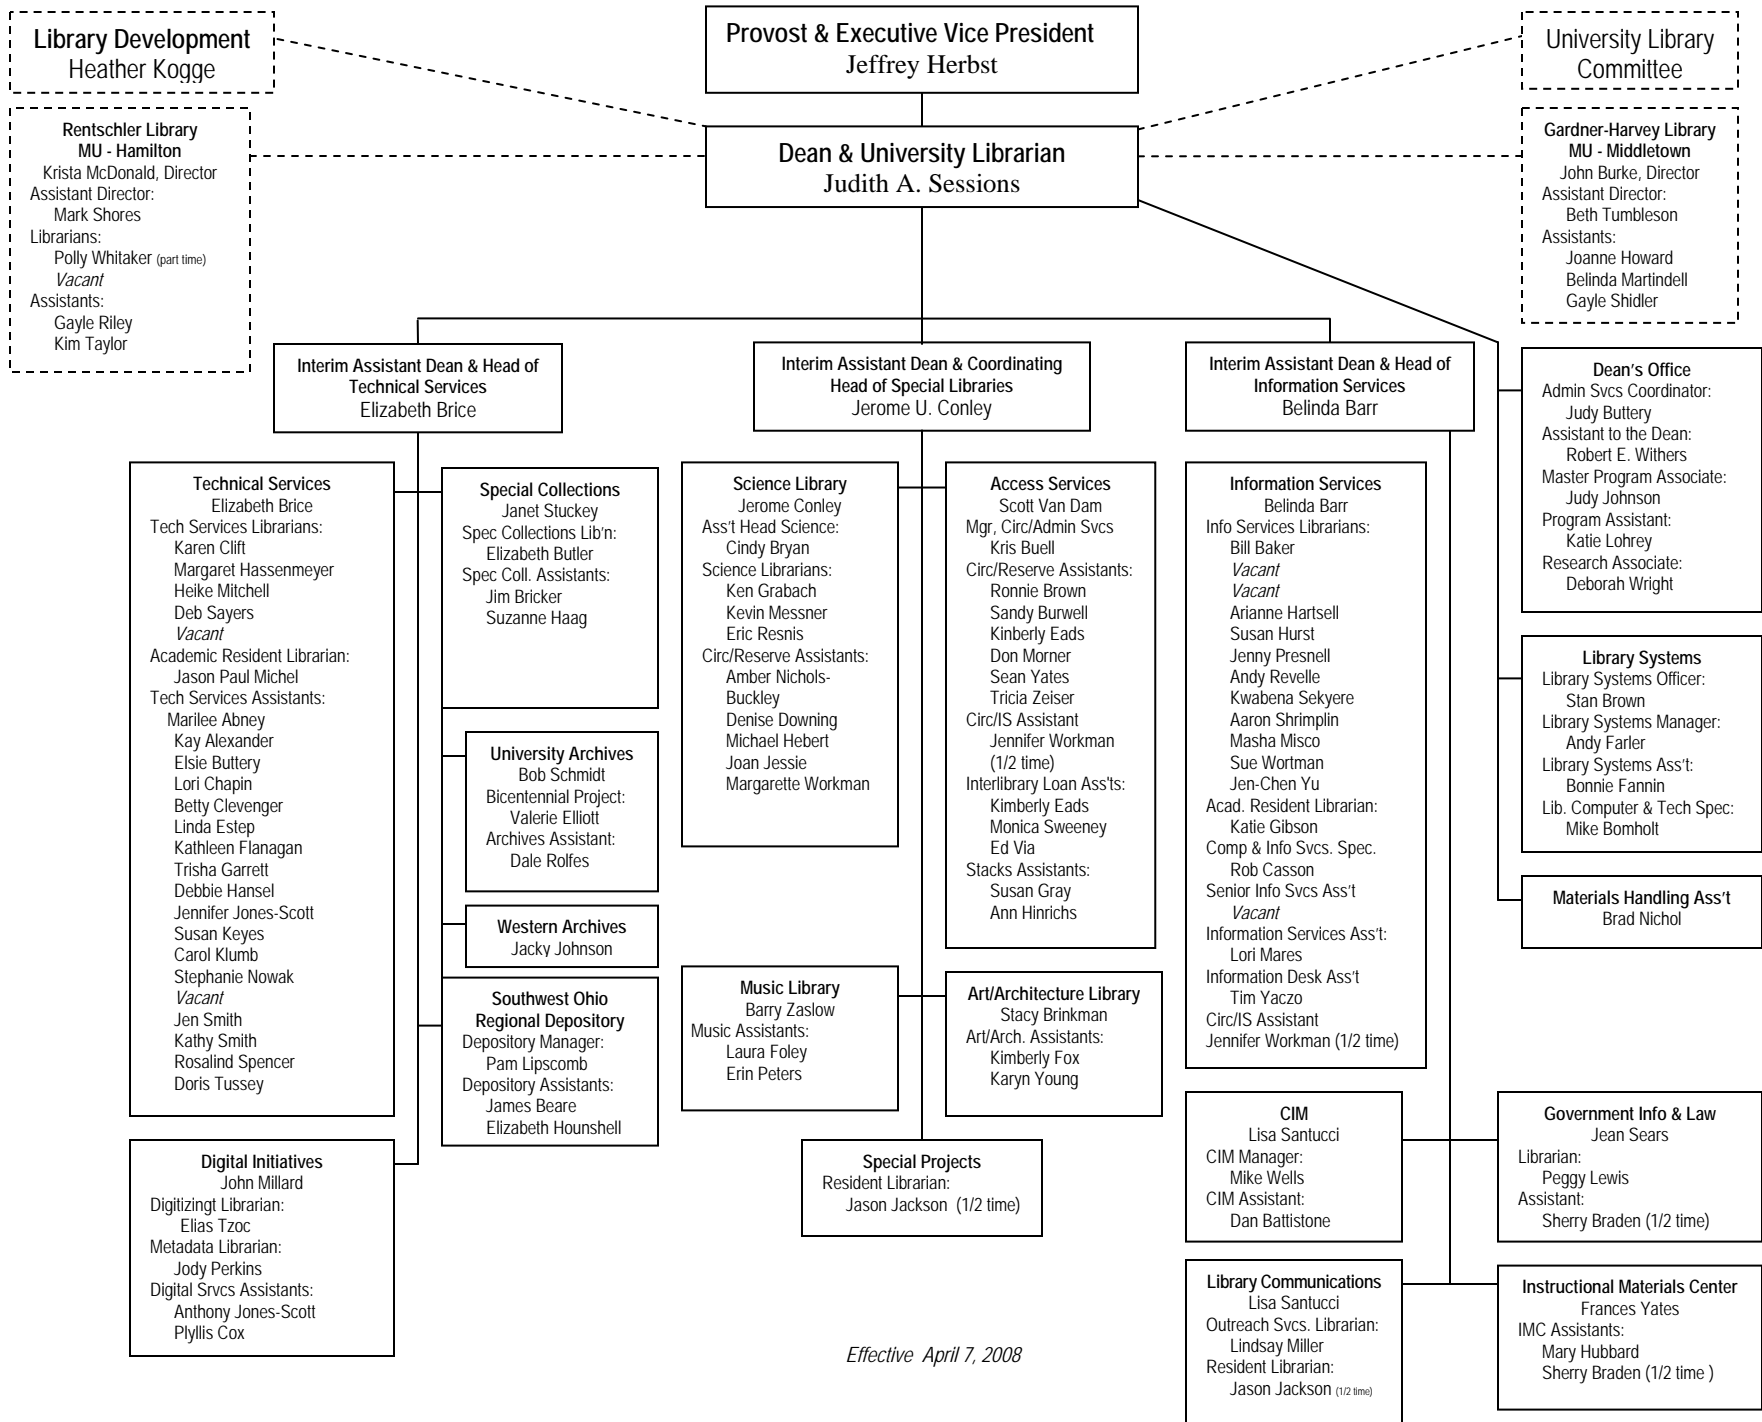 Library Development
Heather Kogge
Provost & Executive Vice President
Jeffrey Herbst
University Library
Committee
Rentschler Library
MU - Hamilton
Krista McDonald, Director
Assistant Director:
Mark Shores
Librarians:
Polly Whitaker (part time)
Vacant
Assistants:
Gayle Riley
Kim Taylor
Dean & University Librarian
Judith A. Sessions
Gardner-Harvey Library
MU - Middletown
John Burke, Director
Assistant Director:
Beth Tumbleson
Assistants:
Joanne Howard
Belinda Martindell
Gayle Shidler
Interim Assistant Dean & Head of
Technical Services
Elizabeth Brice
Interim Assistant Dean & Coordinating
Head of Special Libraries
Jerome U. Conley
Interim Assistant Dean & Head of
Information Services
Belinda Barr
Dean's Office
Admin Svcs Coordinator:
Judy Buttery
Assistant to the Dean:
Robert E. Withers
Master Program Associate:
Judy Johnson
Program Assistant:
Katie Lohrey
Research Associate:
Deborah Wright
Technical Services
Elizabeth Brice
Tech Services Librarians:
Karen Clift
Margaret Hassenmeyer
Heike Mitchell
Deb Sayers
Vacant
Academic Resident Librarian:
Jason Paul Michel
Tech Services Assistants:
Marilee Abney
Kay Alexander
Elsie Buttery
Lori Chapin
Betty Clevenger
Linda Estep
Kathleen Flanagan
Trisha Garrett
Debbie Hansel
Jennifer Jones-Scott
Susan Keyes
Carol Klumb
Stephanie Nowak
Vacant
Jen Smith
Kathy Smith
Rosalind Spencer
Doris Tussey
Special Collections
Janet Stuckey
Spec Collections Lib'n:
Elizabeth Butler
Spec Coll. Assistants:
Jim Bricker
Suzanne Haag
University Archives
Bob Schmidt
Bicentennial Project:
Valerie Elliott
Archives Assistant:
Dale Rolfes
Western Archives
Jacky Johnson
Southwest Ohio
Regional Depository
Depository Manager:
Pam Lipscomb
Depository Assistants:
James Beare
Elizabeth Hounshell
Digital Initiatives
John Millard
Digitizingt Librarian:
Elias Tzoc
Metadata Librarian:
Jody Perkins
Digital Srvcs Assistants:
Anthony Jones-Scott
Plyllis Cox
Science Library
Jerome Conley
Ass't Head Science:
Cindy Bryan
Science Librarians:
Ken Grabach
Kevin Messner
Eric Resnis
Circ/Reserve Assistants:
Amber Nichols-
Buckley
Denise Downing
Michael Hebert
Joan Jessie
Margarette Workman
Access Services
Scott Van Dam
Mgr, Circ/Admin Svcs
Kris Buell
Circ/Reserve Assistants:
Ronnie Brown
Sandy Burwell
Kinberly Eads
Don Morner
Sean Yates
Tricia Zeiser
Circ/IS Assistant
Jennifer Workman
(1/2 time)
Interlibrary Loan Ass'ts:
Kimberly Eads
Monica Sweeney
Ed Via
Stacks Assistants:
Susan Gray
Ann Hinrichs
Music Library
Barry Zaslow
Music Assistants:
Laura Foley
Erin Peters
Art/Architecture Library
Stacy Brinkman
Art/Arch. Assistants:
Kimberly Fox
Karyn Young
Special Projects
Resident Librarian:
Jason Jackson (1/2 time)
Information Services
Belinda Barr
Info Services Librarians:
Bill Baker
Vacant
Vacant
Arianne Hartsell
Susan Hurst
Jenny Presnell
Andy Revelle
Kwabena Sekyere
Aaron Shrimplin
Masha Misco
Sue Wortman
Jen-Chen Yu
Acad. Resident Librarian:
Katie Gibson
Comp & Info Svcs. Spec.
Rob Casson
Senior Info Svcs Ass't
Vacant
Information Services Ass't:
Lori Mares
Information Desk Ass't
Tim Yaczo
Circ/IS Assistant
Jennifer Workman (1/2 time)
Library Systems
Library Systems Officer:
Stan Brown
Library Systems Manager:
Andy Farler
Library Systems Ass't:
Bonnie Fannin
Lib. Computer & Tech Spec:
Mike Bomholt
Materials Handling Ass't
Brad Nichol
CIM
Lisa Santucci
CIM Manager:
Mike Wells
CIM Assistant:
Dan Battistone
Government Info & Law
Jean Sears
Librarian:
Peggy Lewis
Assistant:
Sherry Braden (1/2 time)
Library Communications
Lisa Santucci
Outreach Svcs. Librarian:
Lindsay Miller
Resident Librarian:
Jason Jackson (1/2 time)
Instructional Materials Center
Frances Yates
IMC Assistants:
Mary Hubbard
Sherry Braden (1/2 time )
Effective April 7, 2008